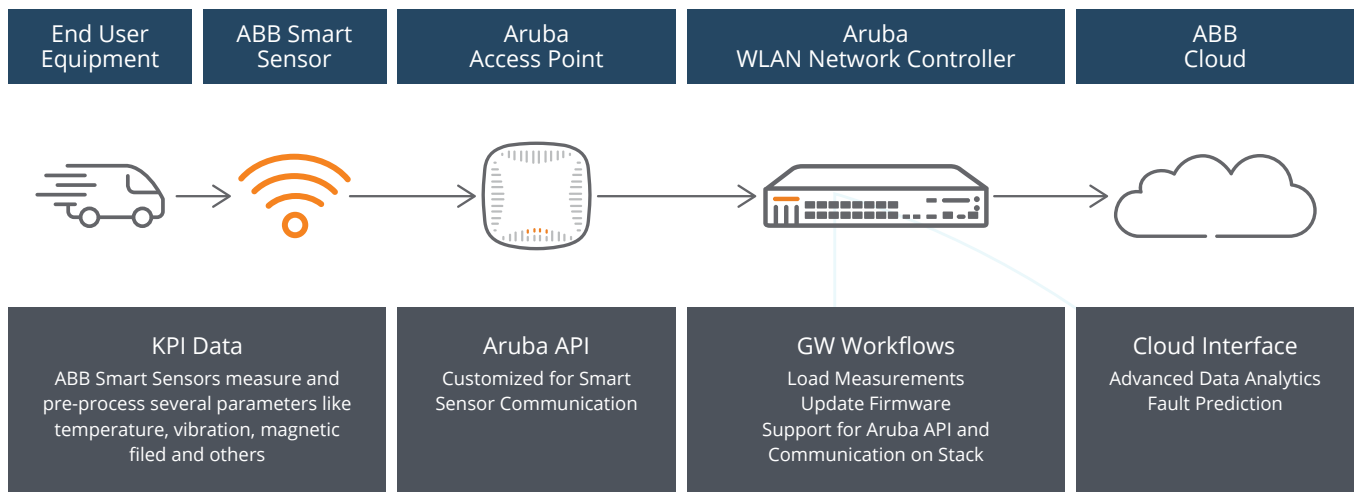 End User
Equipment
ABB Smart
Sensor
Aruba
Access Point
Aruba
WLAN Network Controller
ABB
Cloud
KPI Data
ABB Smart Sensors measure and
pre-process several parameters like
temperature, vibration, magnetic
filed and others
Aruba API
Customized for Smart
Sensor Communication
GW Workflows
Load Measurements
Update Firmware
Support for Aruba API and
Communication on Stack
Cloud Interface
Advanced Data Analytics
Fault Prediction